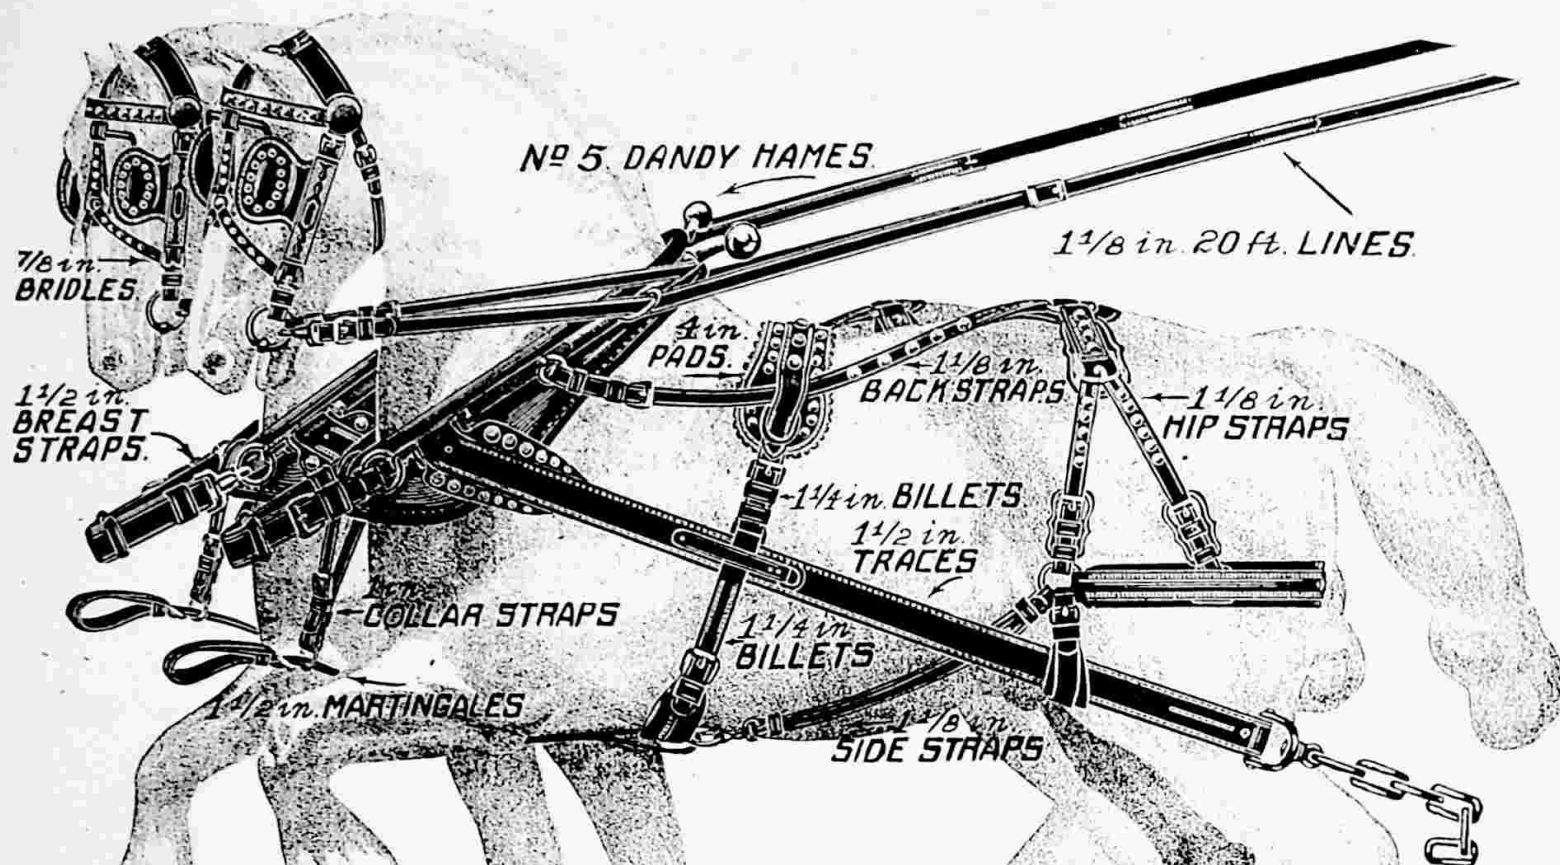 Nº 5. DANDY HAMES.
1 1/8 in. 20 ft. LINES.
7/8 in.
BRIDLES.
4 in.
PADS.
1 1/8 in.
BACKSTRAPS
1 1/8 in.
HIP STRAPS
1 1/2 in.
BREAST
STRAPS.
1 1/4 in. BILLETS
1 1/2 in.
TRACES
COLLAR STRAPS
1 1/4 in
BILLETS
1 1/2 in. MARTINGALES
1 1/8 in
SIDE STRAPS